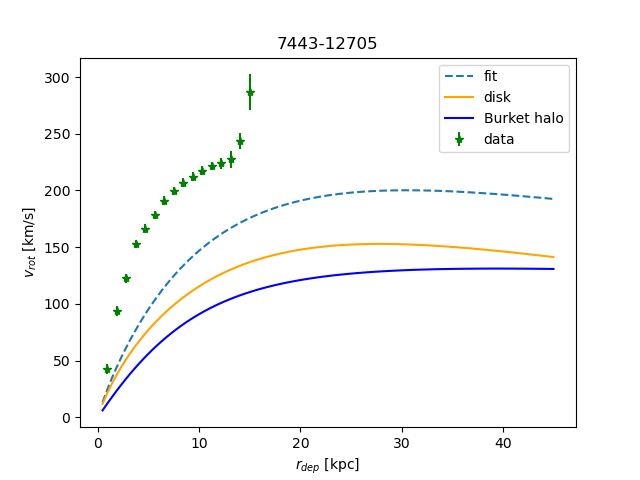 7443-12705
300
250
200
150
100
50
0
v_rot [km/s]
fit
disk
Burket halo
data
0 10 20 30 40
r_dep [kpc]